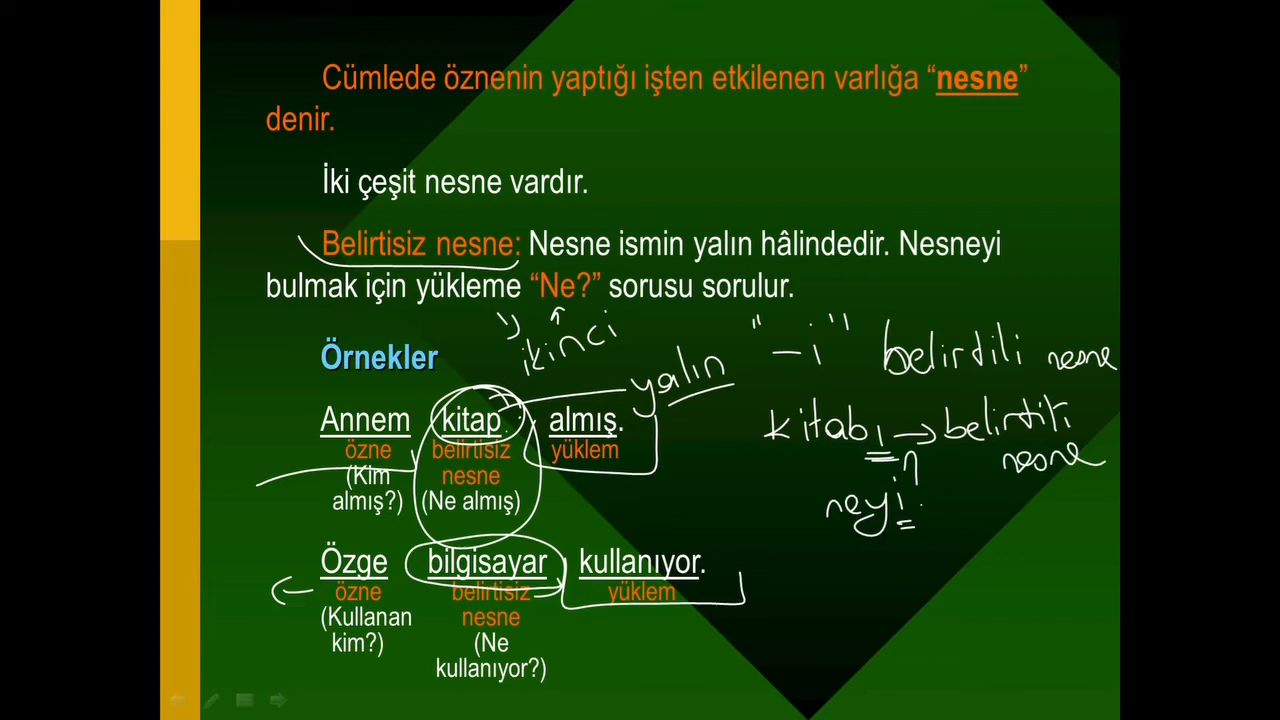 Cümlede öznenin yaptığı işten etkilenen varlığa “nesne”
denir.
İki çeşit nesne vardır.
Belirtisiz nesne: Nesne ismin yalın hâlindedir. Nesneyi
bulmak için yükleme “Ne?” sorusu sorulur.
ikinci
"-i" belirtili nesne
Örnekler
yalın
Annem kitap almış.
özne belirtisiz yüklem
(Kim nesne
almış?) (Ne almış)
kitabı → belirtili
nesne
neyi
Özge bilgisayar kullanıyor.
özne belirtisiz yüklem
(Kullanan nesne
kim?) (Ne
kullanıyor?)